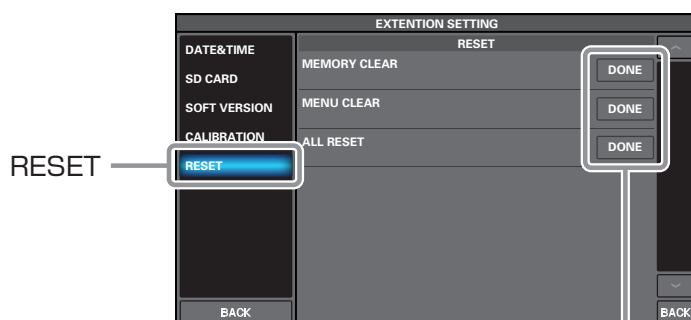 EXTENTION SETTING
DATE&TIME
SD CARD
SOFT VERSION
CALIBRATION
RESET
RESET
BACK
RESET
MEMORY CLEAR DONE
MENU CLEAR DONE
ALL RESET DONE
BACK